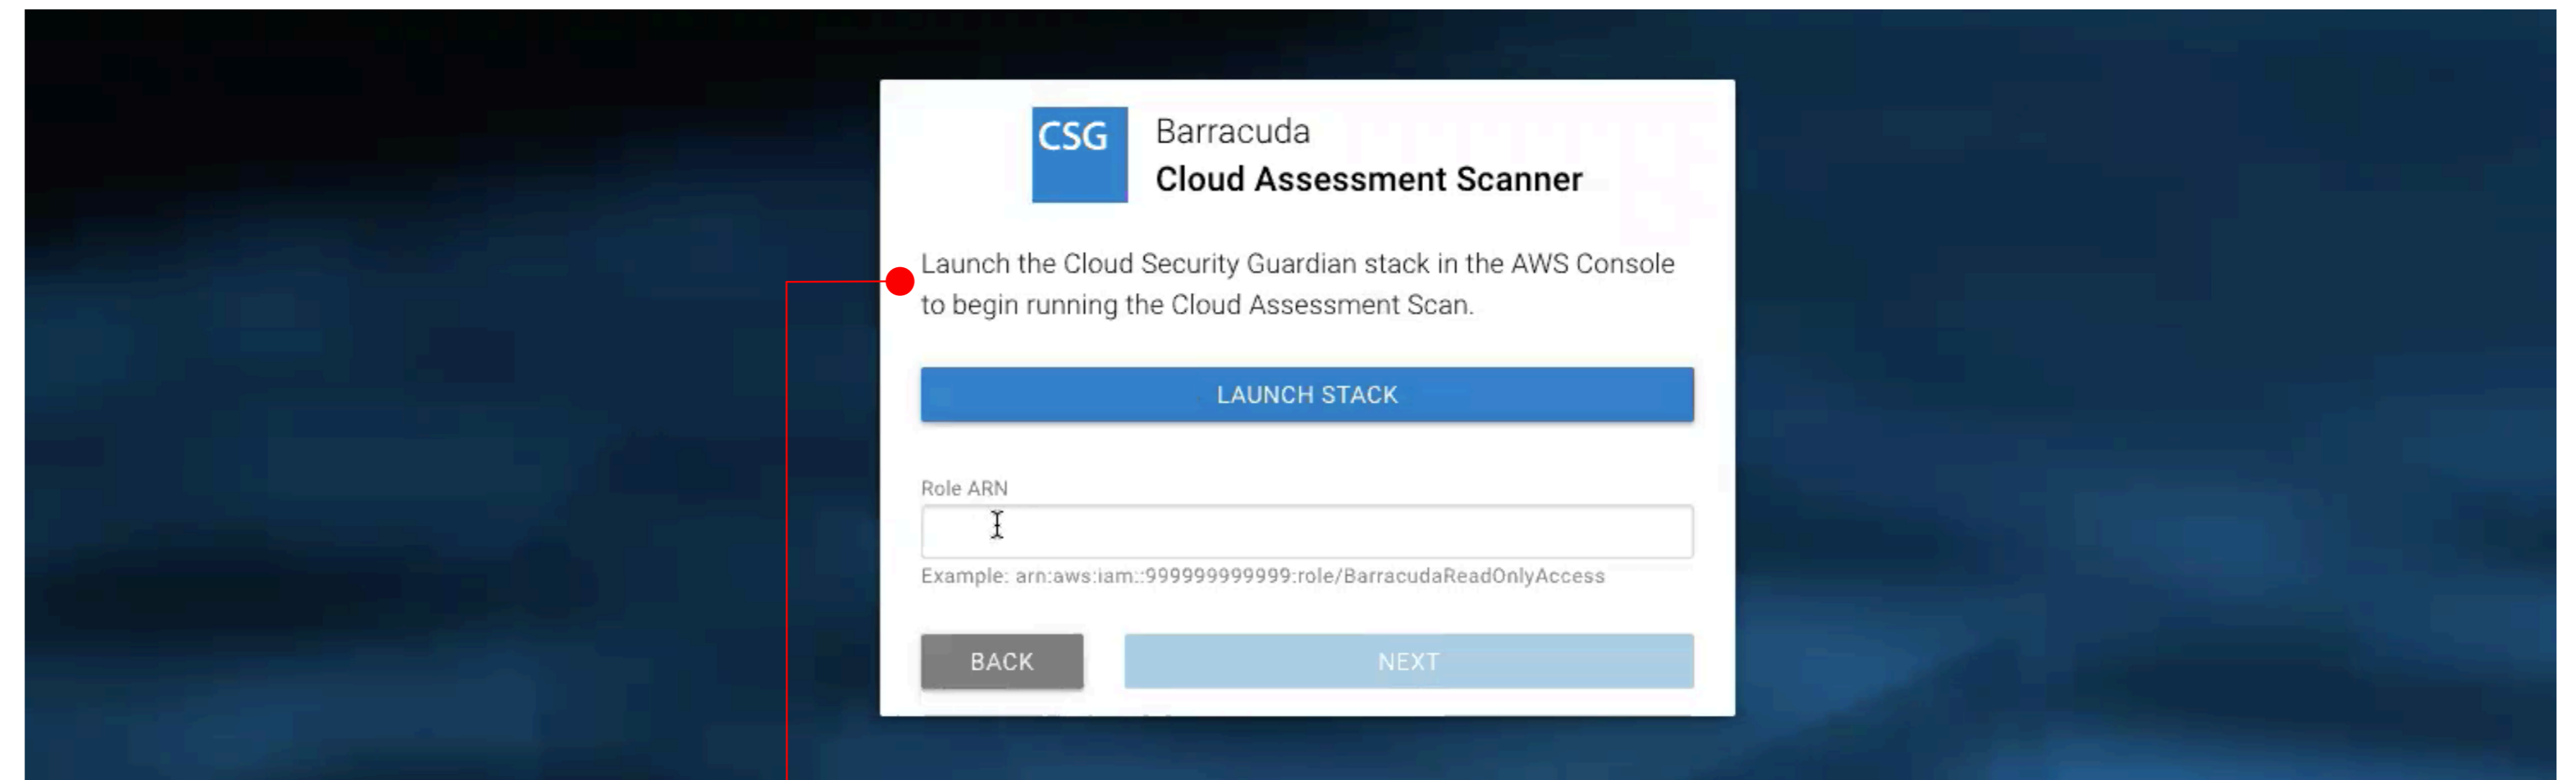 CSG
Barracuda
Cloud Assessment Scanner
Launch the Cloud Security Guardian stack in the AWS Console
to begin running the Cloud Assessment Scan.
LAUNCH STACK
Role ARN
Example: arn:aws:iam::999999999999:role/BarracudaReadOnlyAccess
BACK
NEXT